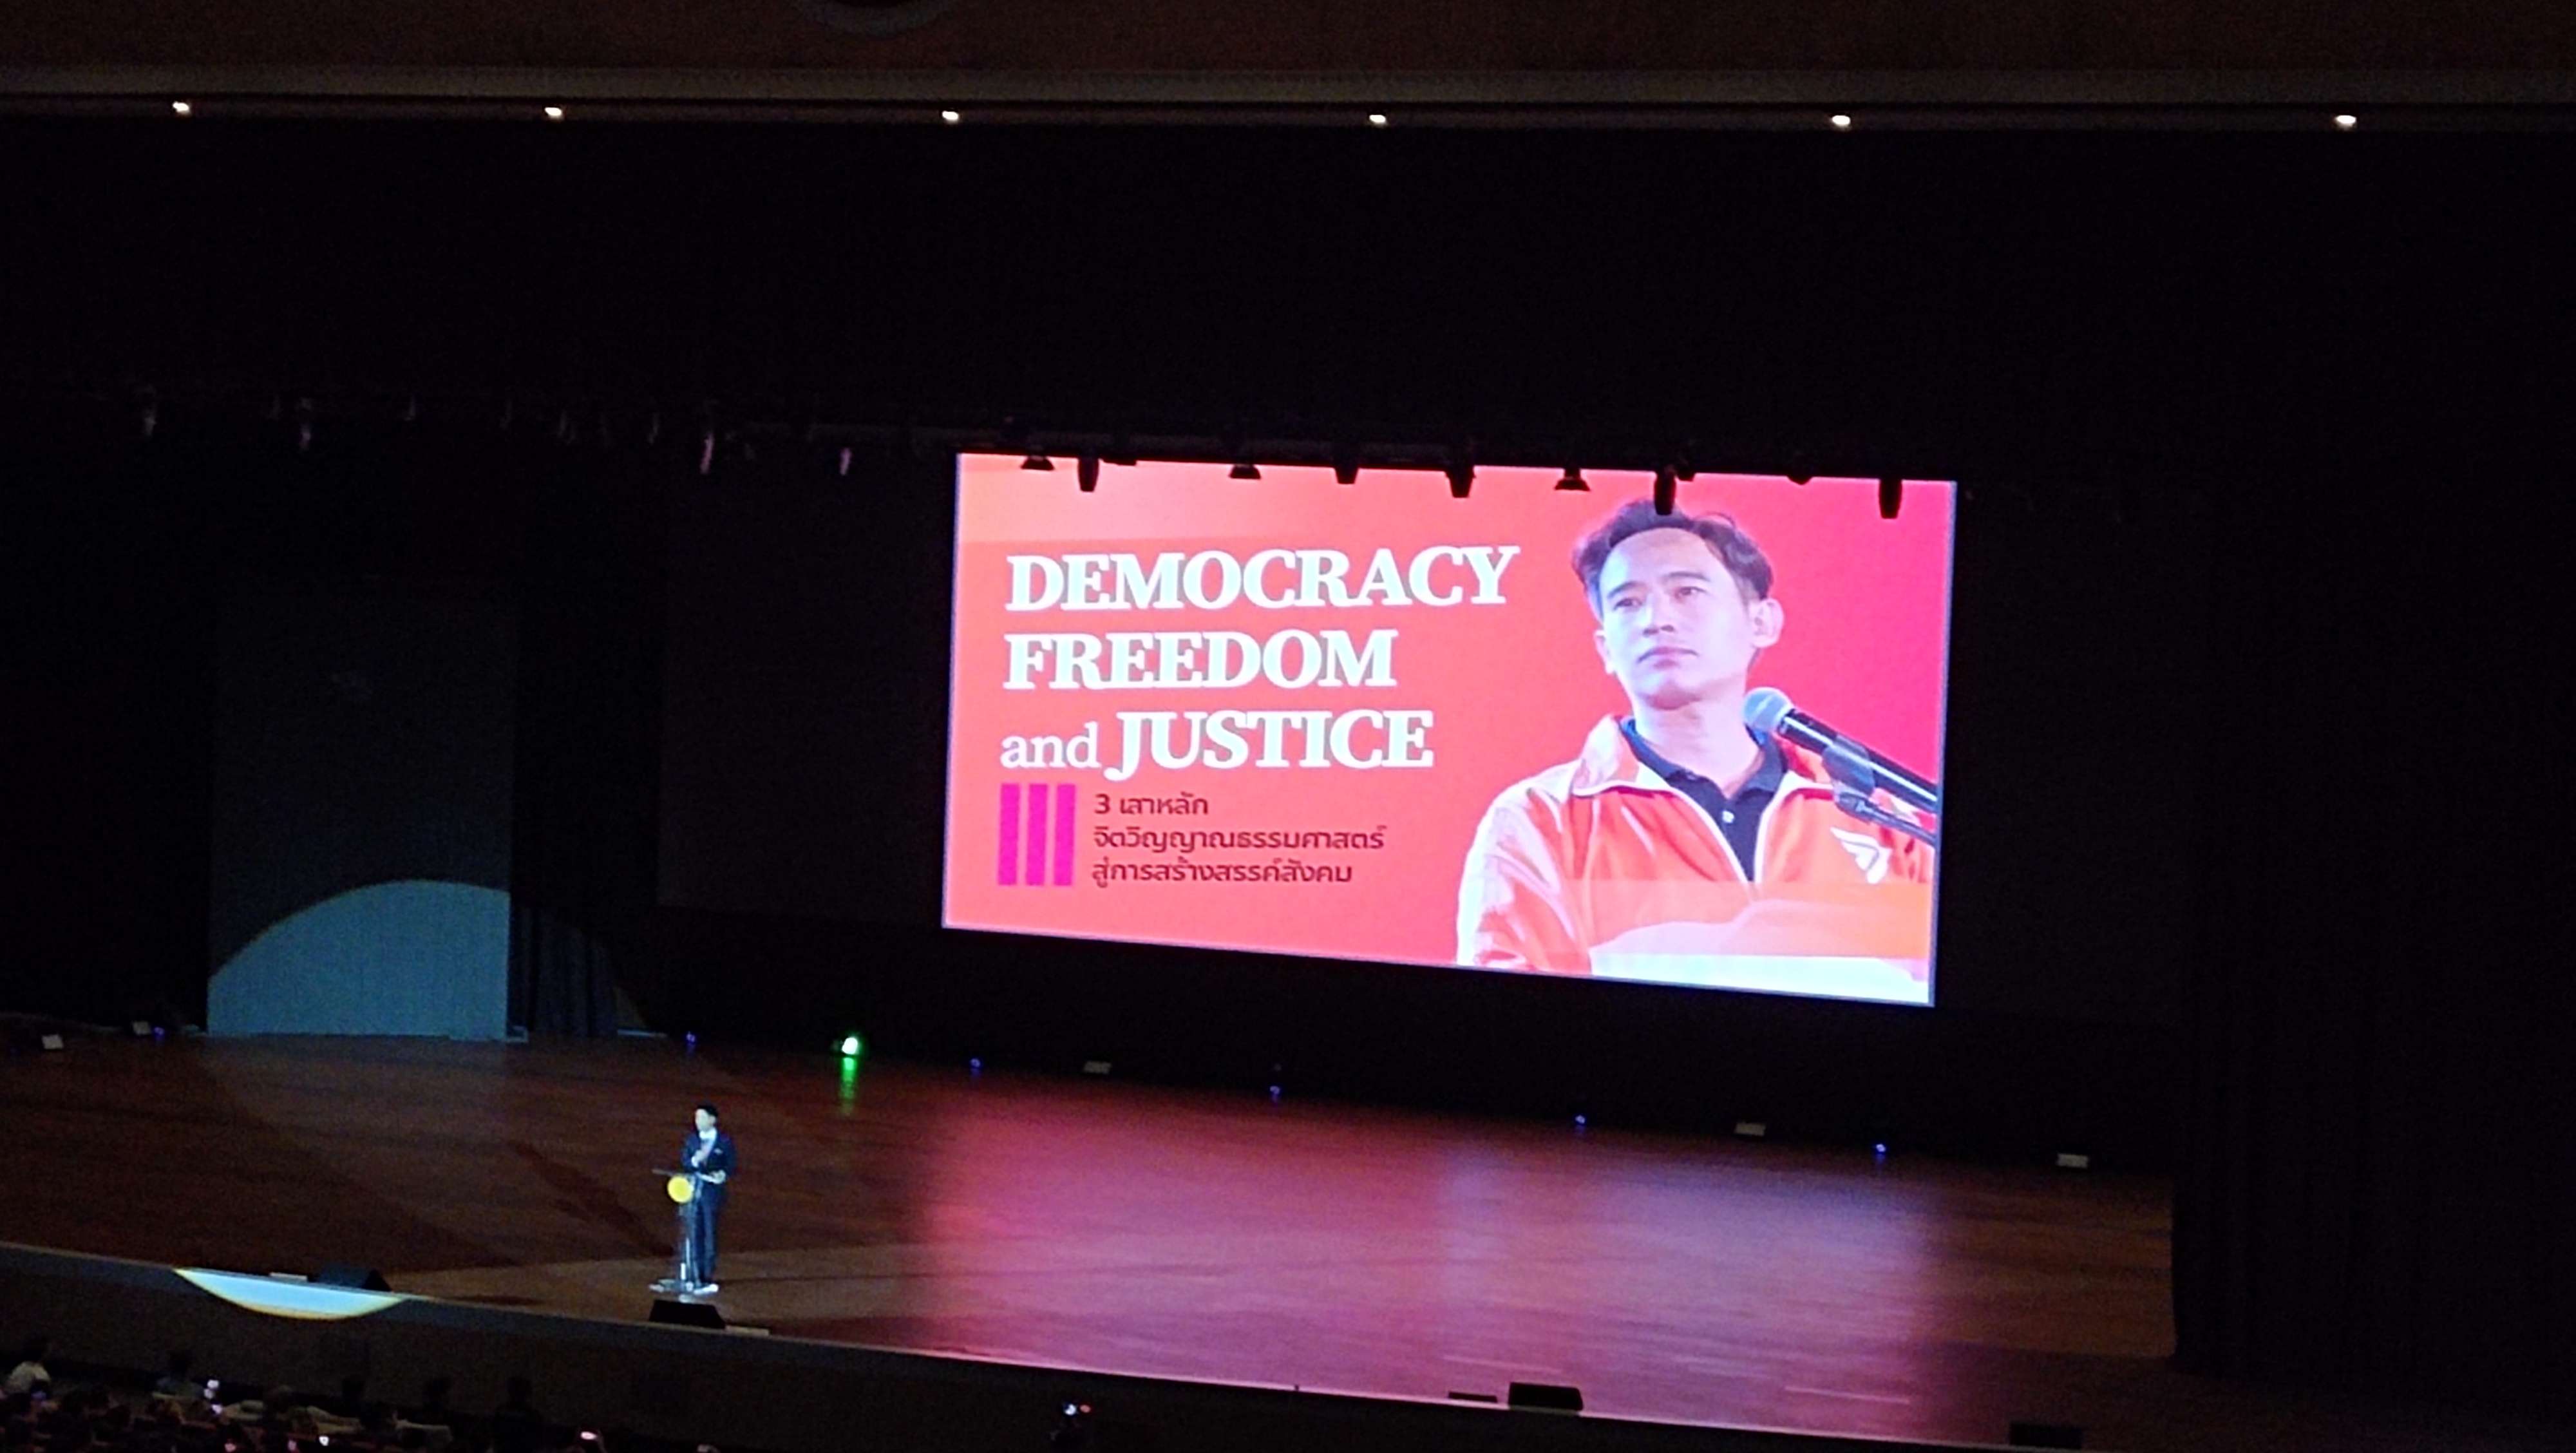 DEMOCRACY
FREEDOM
and JUSTICE
3 เสาหลัก
จิตวิญญาณธรรมศาสตร์
สู่การสร้างสรรค์สังคม